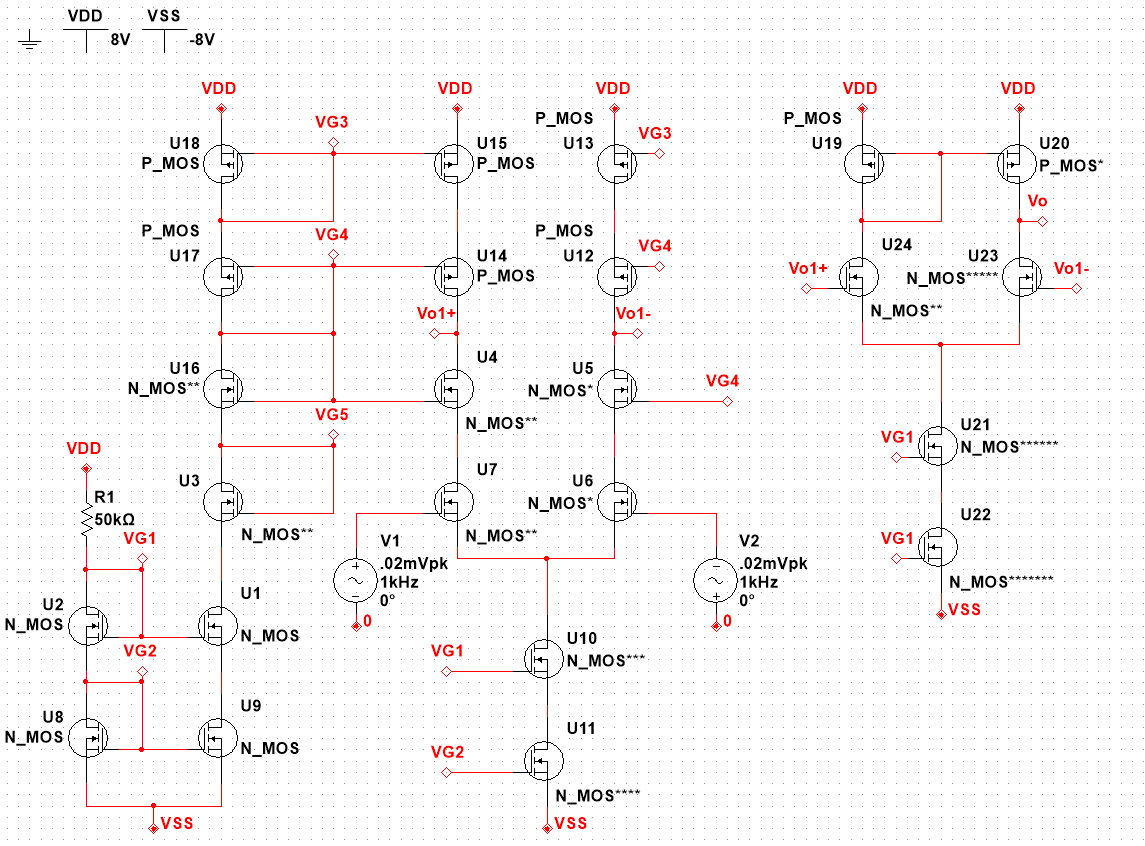 VDD
VSS
8V
-8V
VDD
VDD
VDD
VDD
VDD
P_MOS
P_MOS
VG3
VG3
U18
P_MOS
U15
P_MOS
U13
U19
U20
P_MOS*
Vo
P_MOS
VG4
P_MOS
VG4
U17
U14
P_MOS
U12
U24
U23
N_MOS*****
Vo1+
Vo1-
N_MOS**
Vo1+
Vo1-
U16
N_MOS**
U4
U5
N_MOS*
VG4
VG5
N_MOS**
U21
VG1
N_MOS******
VDD
U3
U7
U6
N_MOS*
R1
50kΩ
N_MOS**
N_MOS**
U22
VG1
N_MOS*******
VG1
V1
.02mVpk
1kHz
0°
V2
.02mVpk
1kHz
0°
U2
N_MOS
U1
N_MOS
0
0
VSS
VG2
VG1
U10
N_MOS***
U8
N_MOS
U9
N_MOS
VG2
U11
N_MOS****
VSS
VSS